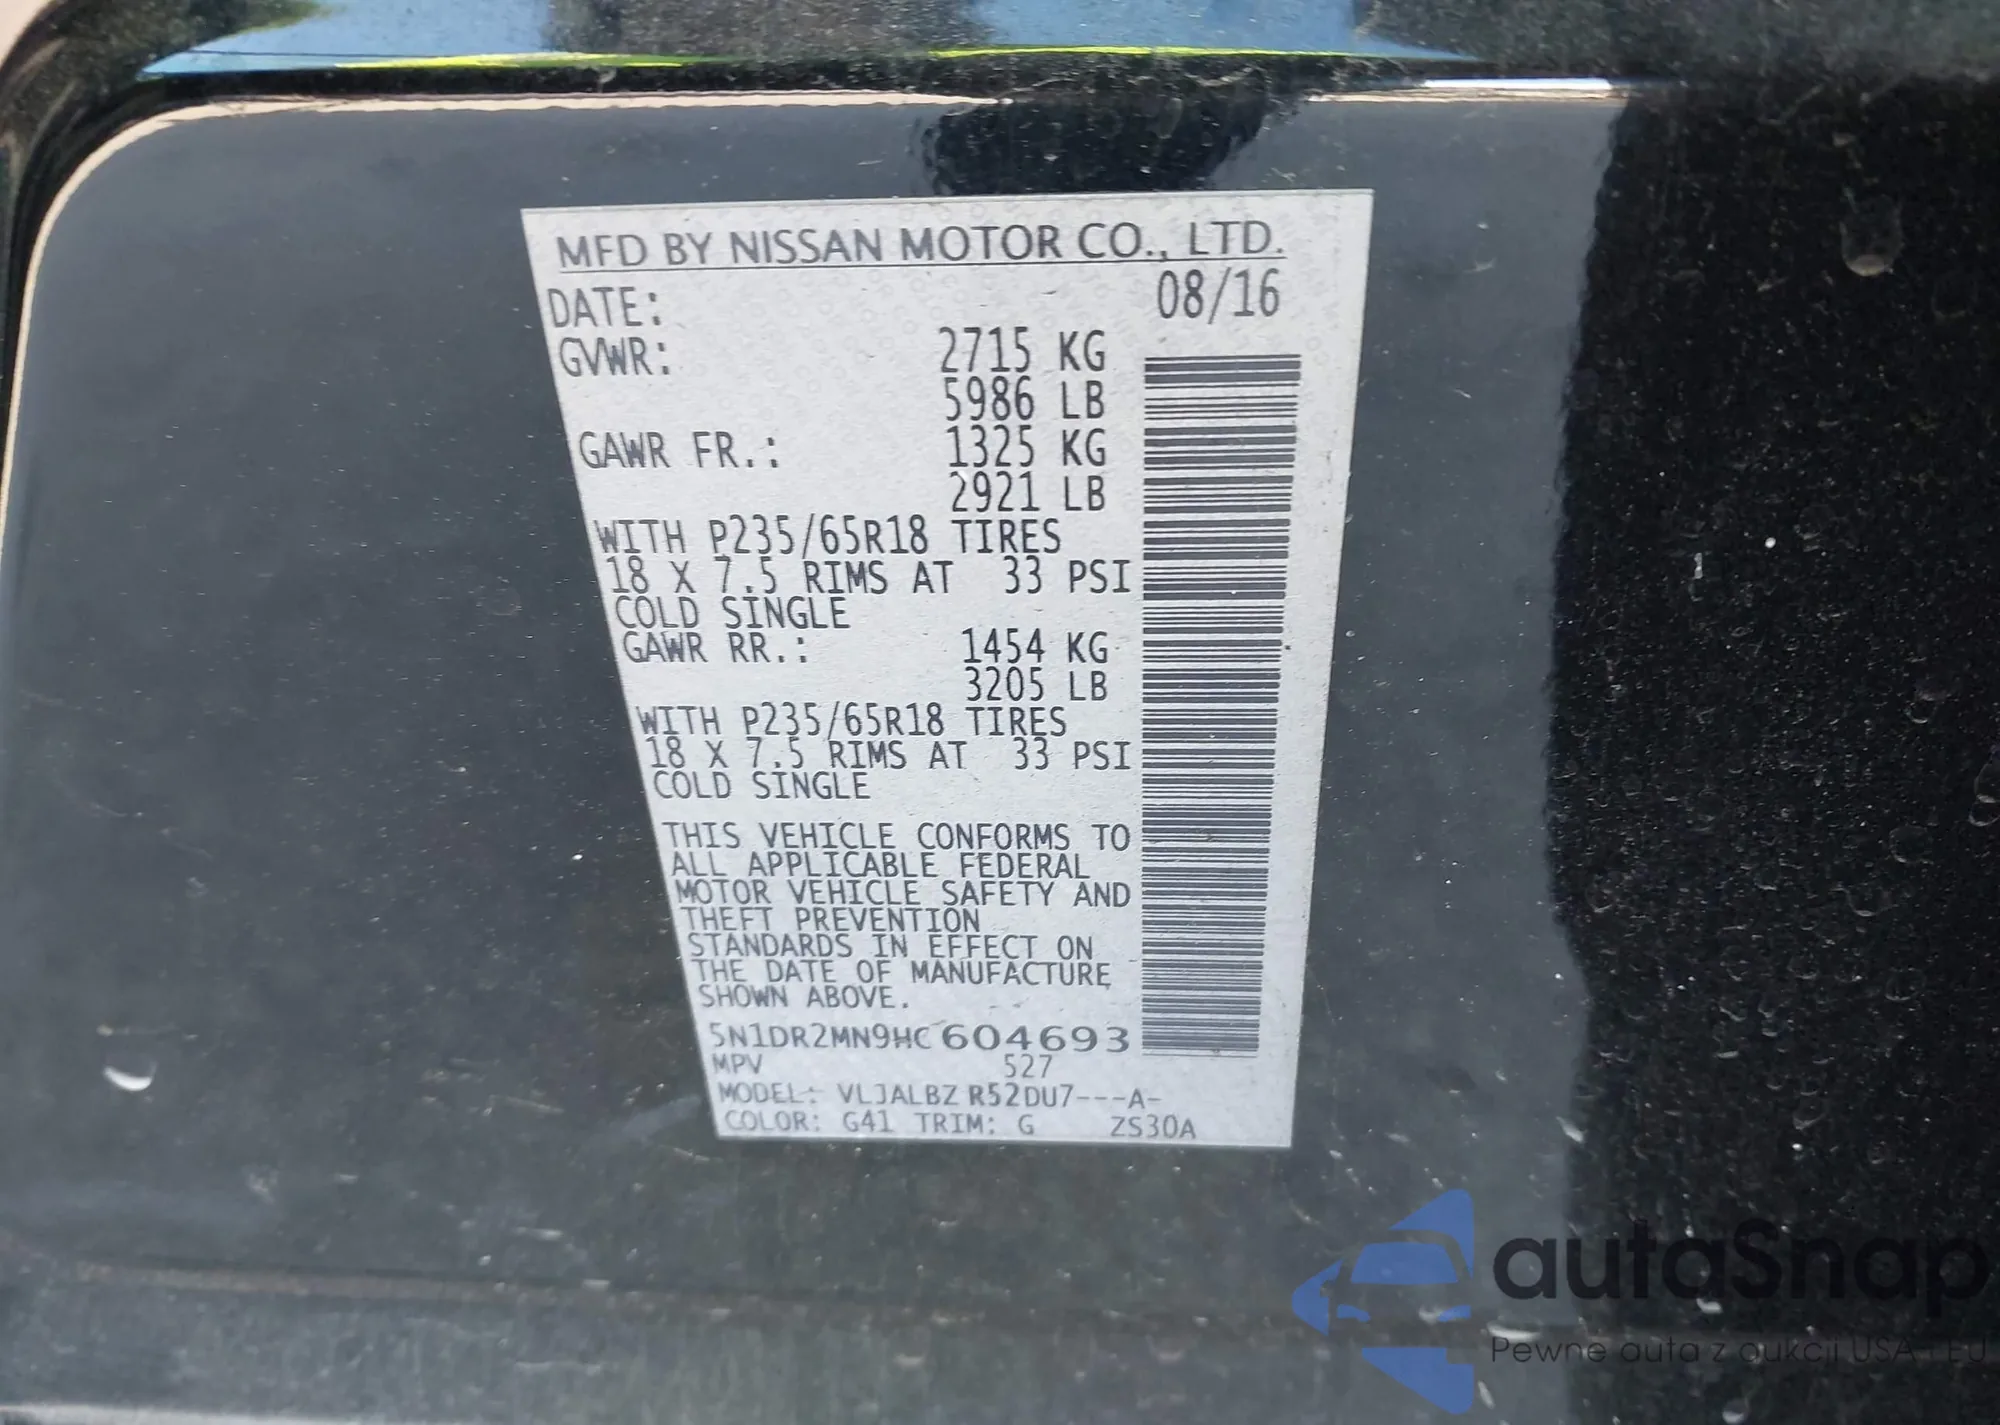 MFD BY NISSAN MOTOR CO., LTD.
DATE: 08/16
GVWR: 2715 KG
5986 LB
GAWR FR.: 1325 KG
2921 LB
WITH P235/65R18 TIRES
18 X 7.5 RIMS AT 33 PSI
COLD SINGLE
GAWR RR.: 1454 KG
3205 LB
WITH P235/65R18 TIRES
18 X 7.5 RIMS AT 33 PSI
COLD SINGLE
THIS VEHICLE CONFORMS TO
ALL APPLICABLE FEDERAL
MOTOR VEHICLE SAFETY AND
THEFT PREVENTION
STANDARDS IN EFFECT ON
THE DATE OF MANUFACTURE
SHOWN ABOVE.
5N1DR2MN9HC604693
MPV 527
MODEL: VLJALBZ R52DU7---A-
COLOR: G41 TRIM: G ZS30A
autaSnap
Pewne auta z aukcji USA i EU